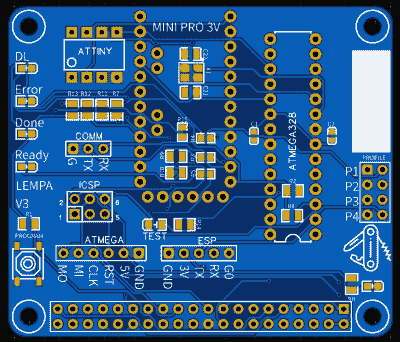 MINI PRO 3V
ATTINY
DL
Error
R13 R12 R12 R7
Done
COMM
G
TX
RX
Ready
ATMEGA328
LEMPA
V3
ICSP
2
6
1
5
PROFILE
P1
P2
P3
P4
PROGRAM
TEST
ATMEGA
MO
MI
CLK
RST
5V
GND
ESP
GND
3V
TX
RX
G0